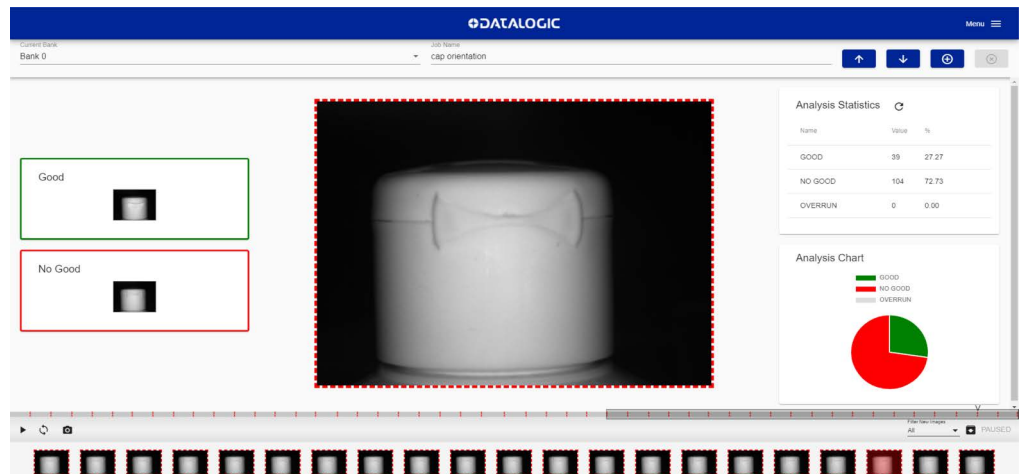 DATALOGIC
Menu
Current Bank
Bank 0
Job Name
cap orientation
Good
No Good
Analysis Statistics
Name Value %
GOOD 39 27.27
NO GOOD 104 72.73
OVERRUN 0 0.00
Analysis Chart
GOOD
NO GOOD
OVERRUN
Filter New Images
All
PAUSED